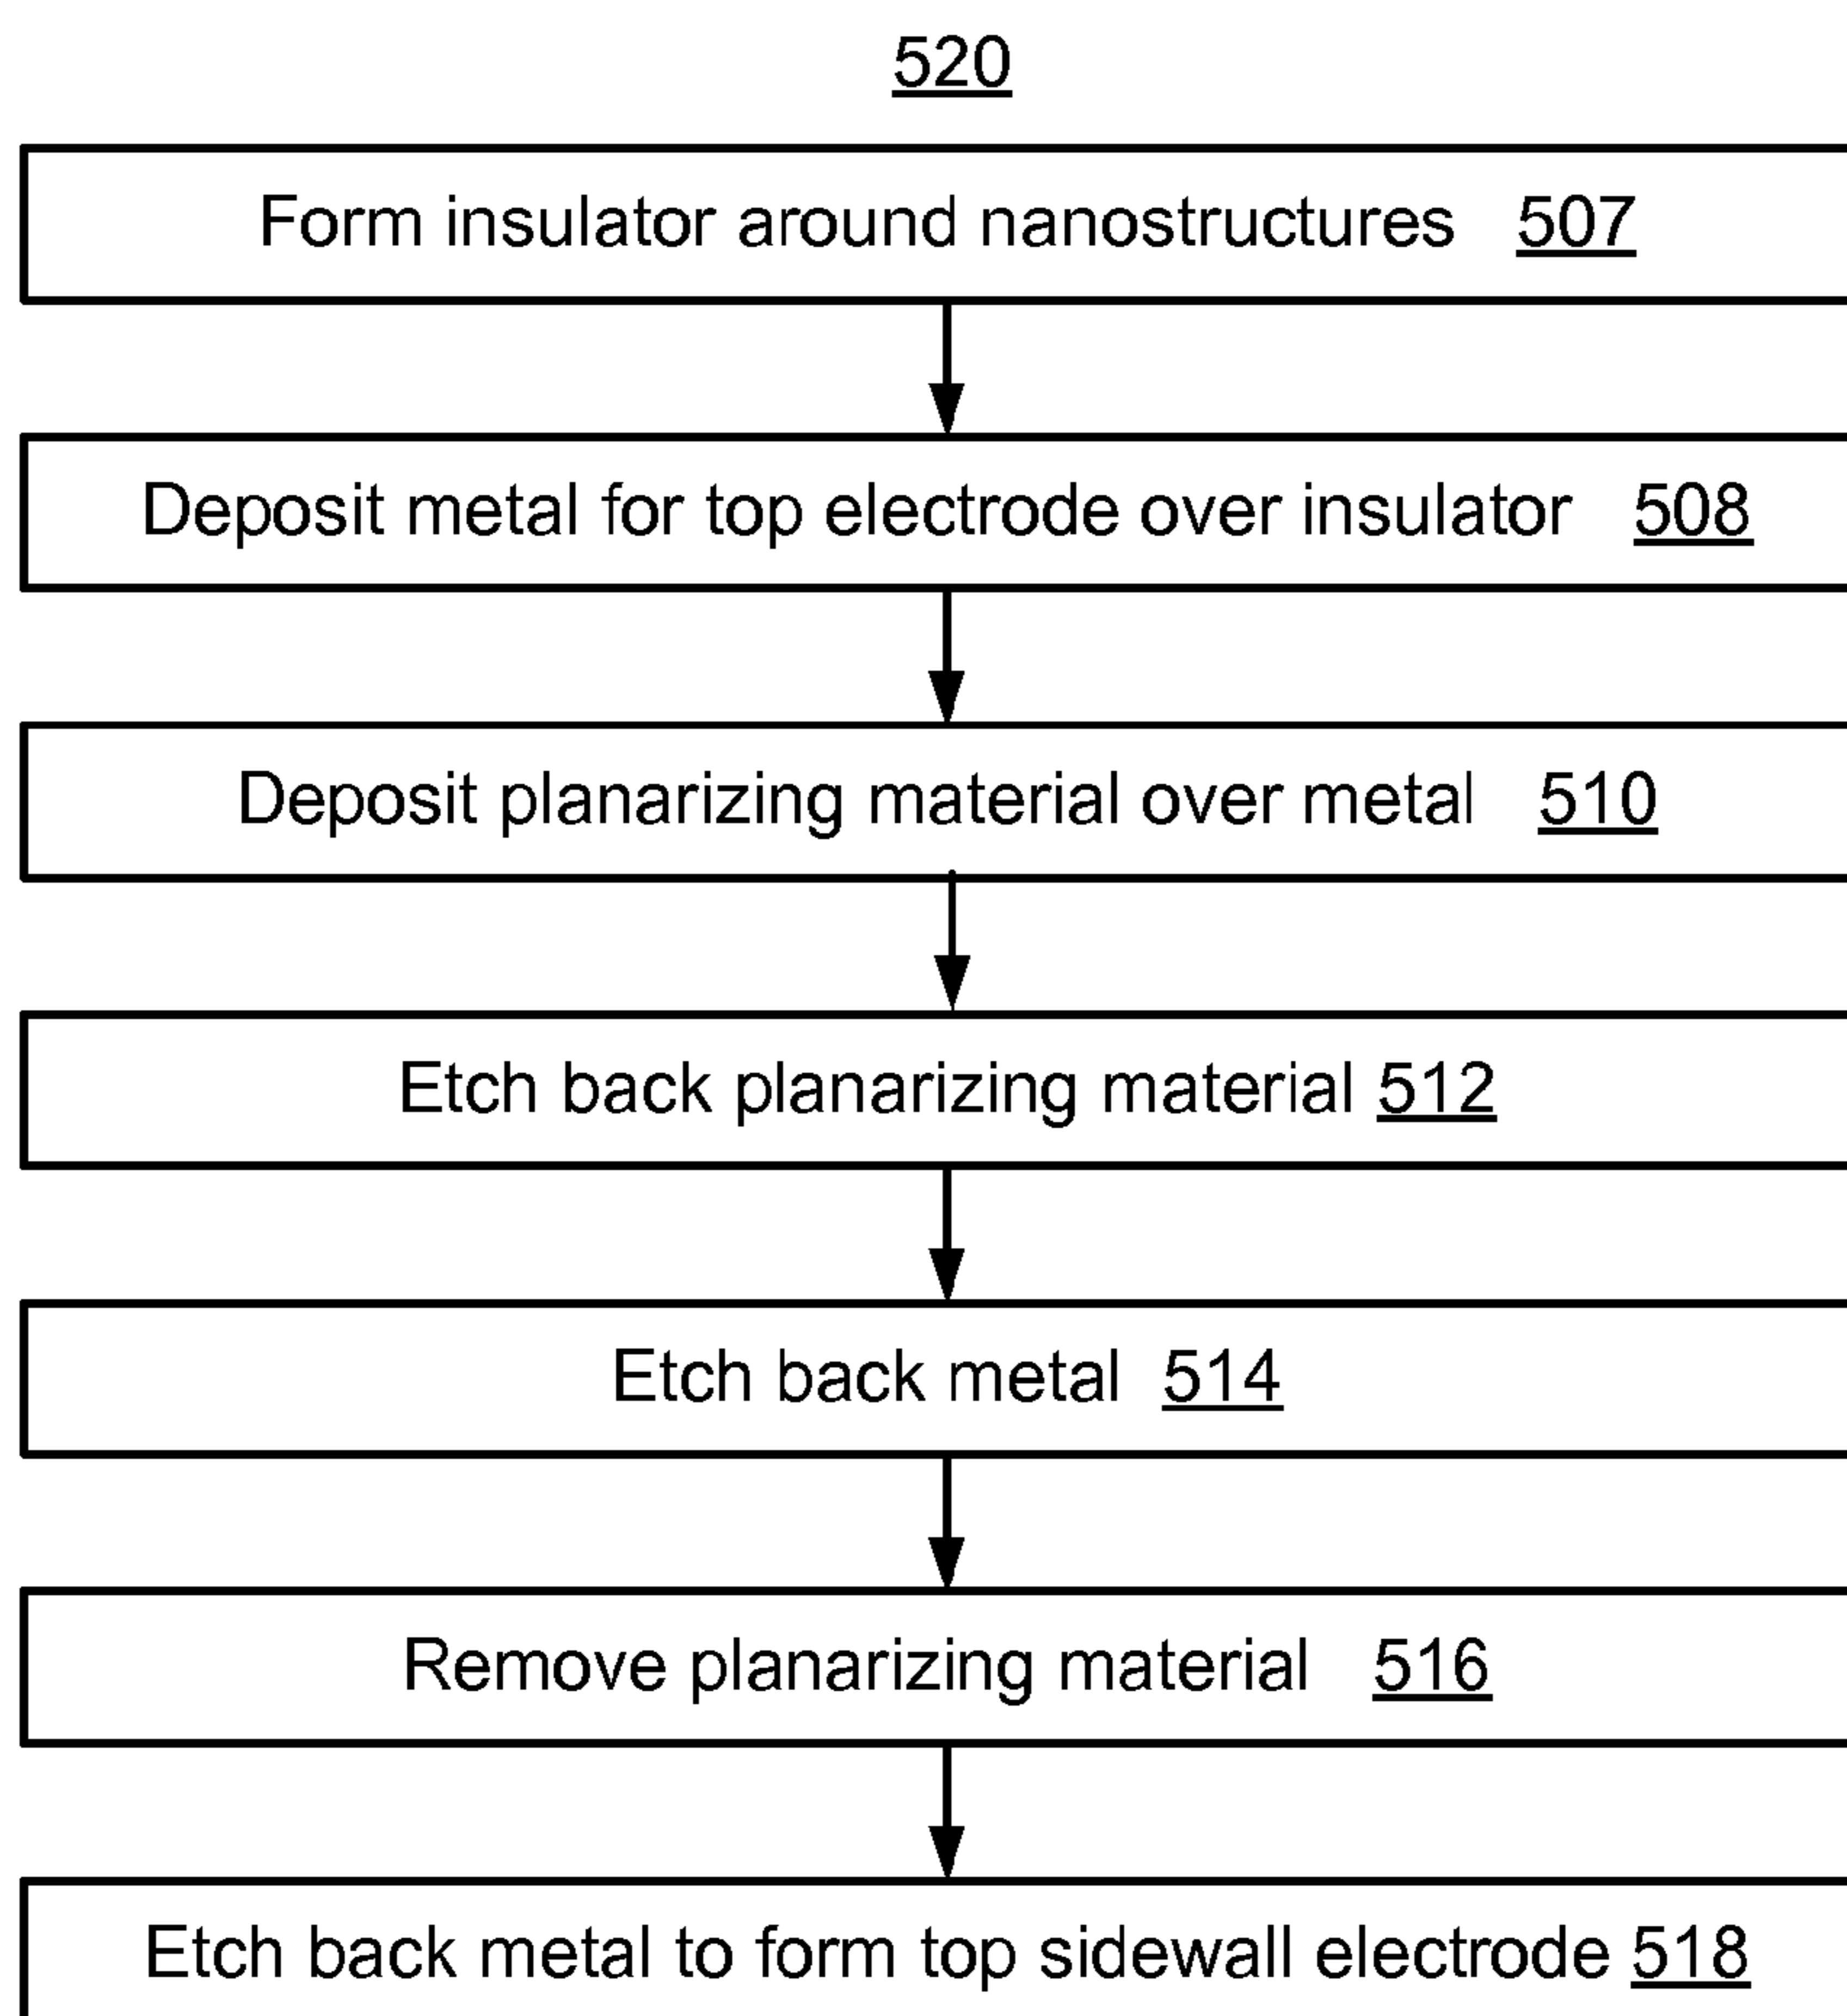 520
Form insulator around nanostructures 507
Deposit metal for top electrode over insulator 508
Deposit planarizing material over metal 510
Etch back planarizing material 512
Etch back metal 514
Remove planarizing material 516
Etch back metal to form top sidewall electrode 518